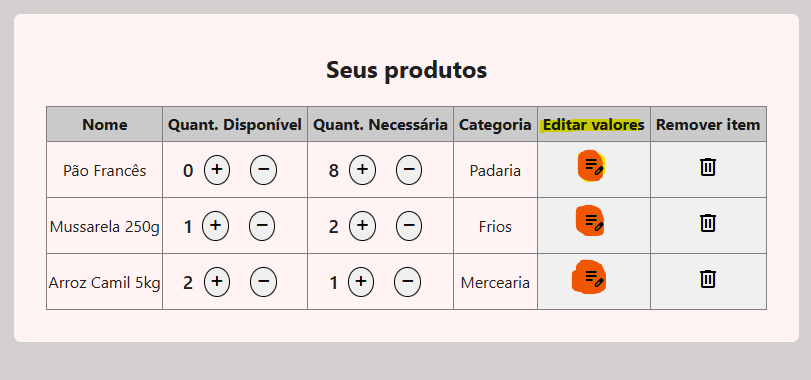 Seus produtos
Nome Quant. Disponível Quant. Necessária Categoria Editar valores Remover item
Pão Francês 0 + − 8 + − Padaria
Mussarela 250g 1 + − 2 + − Frios
Arroz Camil 5kg 2 + − 1 + − Mercearia